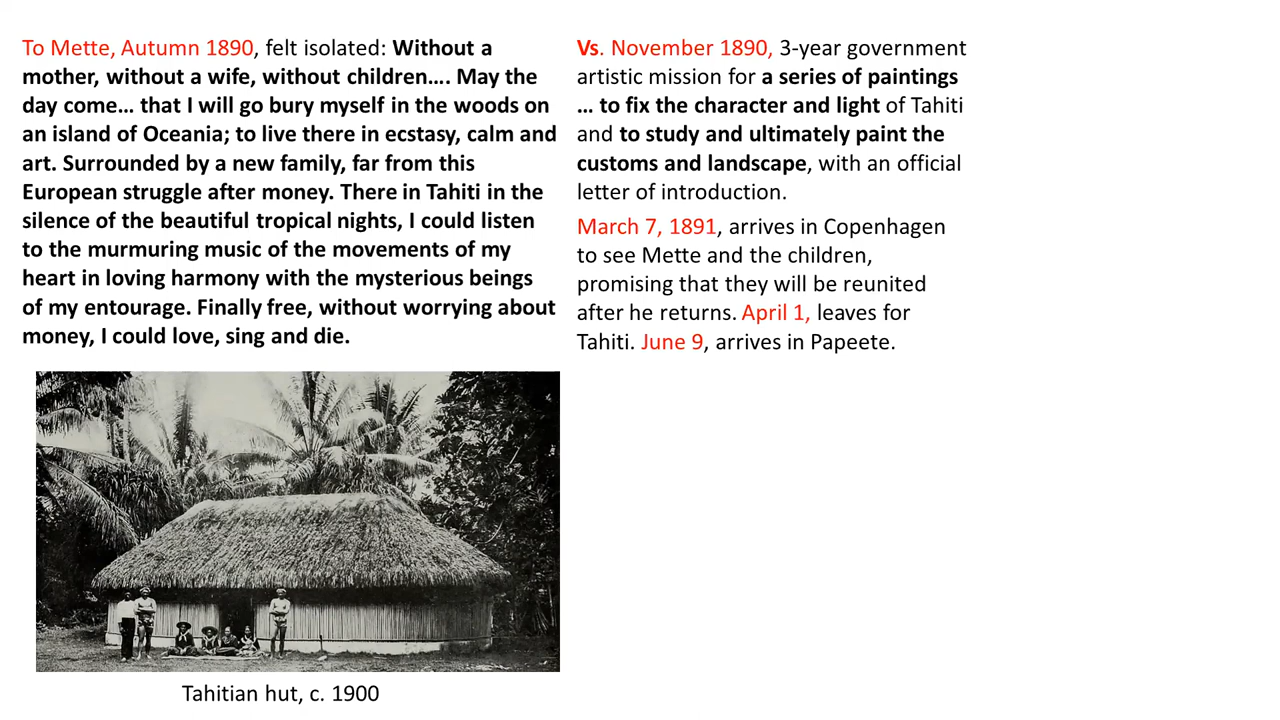 To Mette, Autumn 1890, felt isolated: Without a
mother, without a wife, without children…. May the
day come… that I will go bury myself in the woods on
an island of Oceania; to live there in ecstasy, calm and
art. Surrounded by a new family, far from this
European struggle after money. There in Tahiti in the
silence of the beautiful tropical nights, I could listen
to the murmuring music of the movements of my
heart in loving harmony with the mysterious beings
of my entourage. Finally free, without worrying about
money, I could love, sing and die.
Tahitian hut, c. 1900
Vs. November 1890, 3-year government
artistic mission for a series of paintings
… to fix the character and light of Tahiti
and to study and ultimately paint the
customs and landscape, with an official
letter of introduction.
March 7, 1891, arrives in Copenhagen
to see Mette and the children,
promising that they will be reunited
after he returns. April 1, leaves for
Tahiti. June 9, arrives in Papeete.